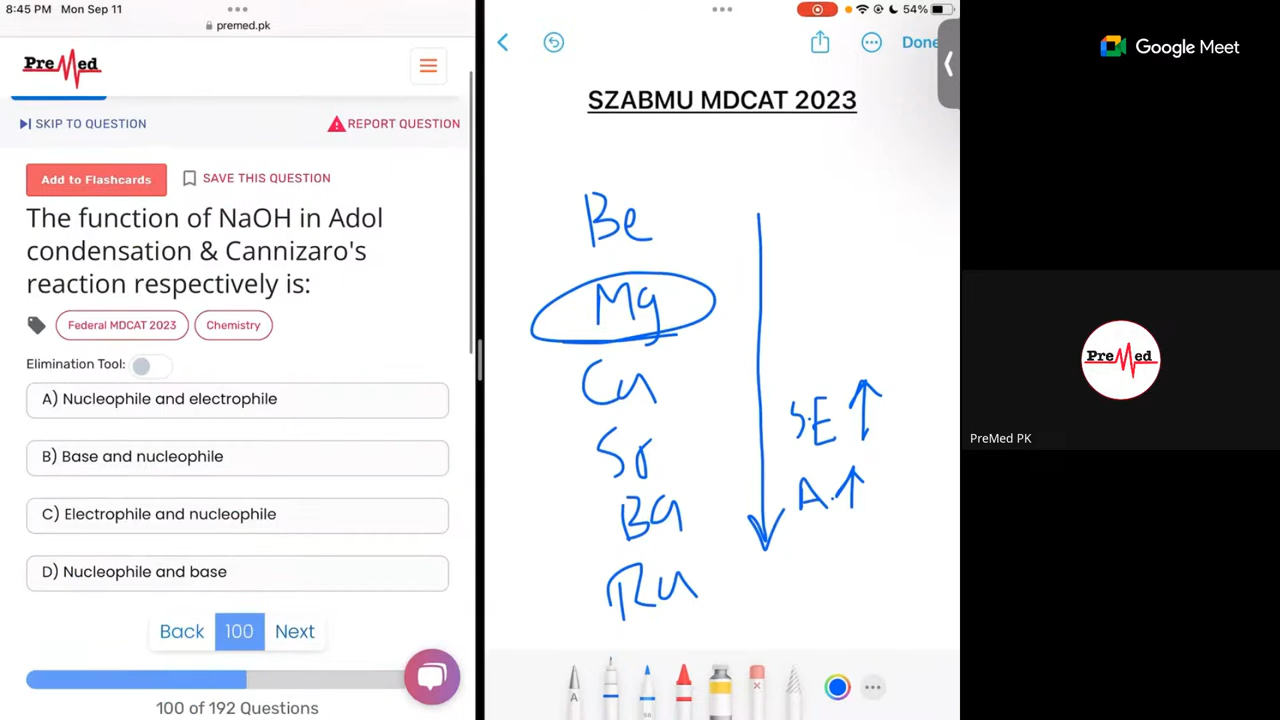 8:45 PM Mon Sep 11
premed.pk
PreMed
SKIP TO QUESTION
REPORT QUESTION
Add to Flashcards
SAVE THIS QUESTION
The function of NaOH in Adol
condensation & Cannizaro's
reaction respectively is:
Federal MDCAT 2023
Chemistry
Elimination Tool:
A) Nucleophile and electrophile
B) Base and nucleophile
C) Electrophile and nucleophile
D) Nucleophile and base
Back 100 Next
100 of 192 Questions
54%
Done
SZABMU MDCAT 2023
Be
Mg
Ca
Sr
Ba
Ra
S.E ↑
A. ↑
A
50
Google Meet
PreMed
PreMed PK